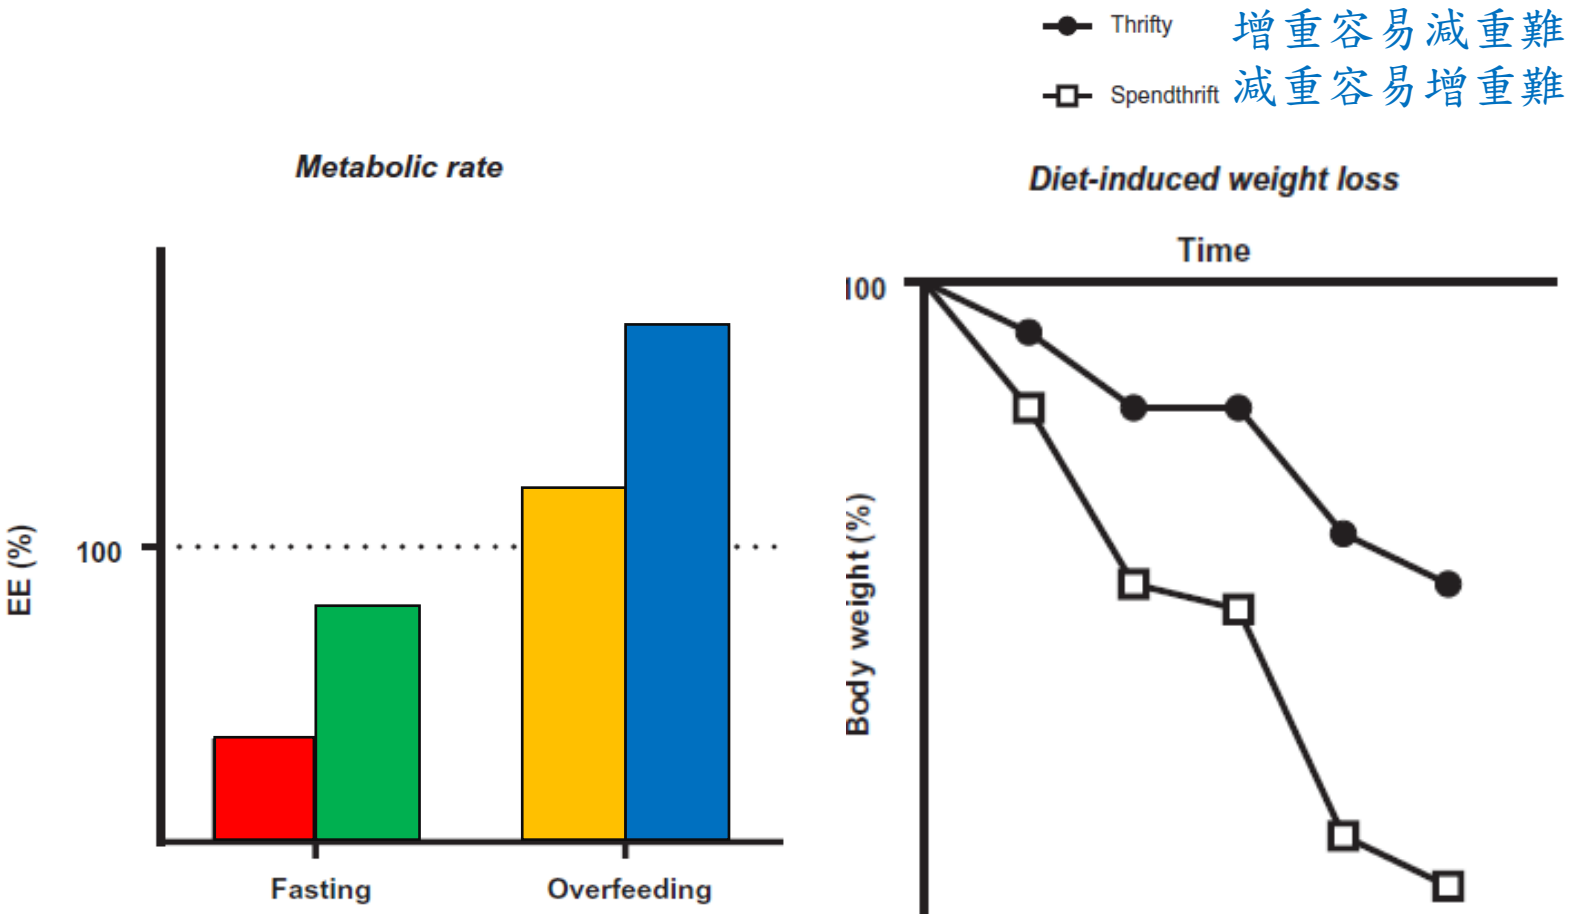 Thrifty 增重容易減重難
Spendthrift 減重容易增重難
Metabolic rate
EE (%)
100
Fasting
Overfeeding
Diet-induced weight loss
Time
100
Body weight (%)